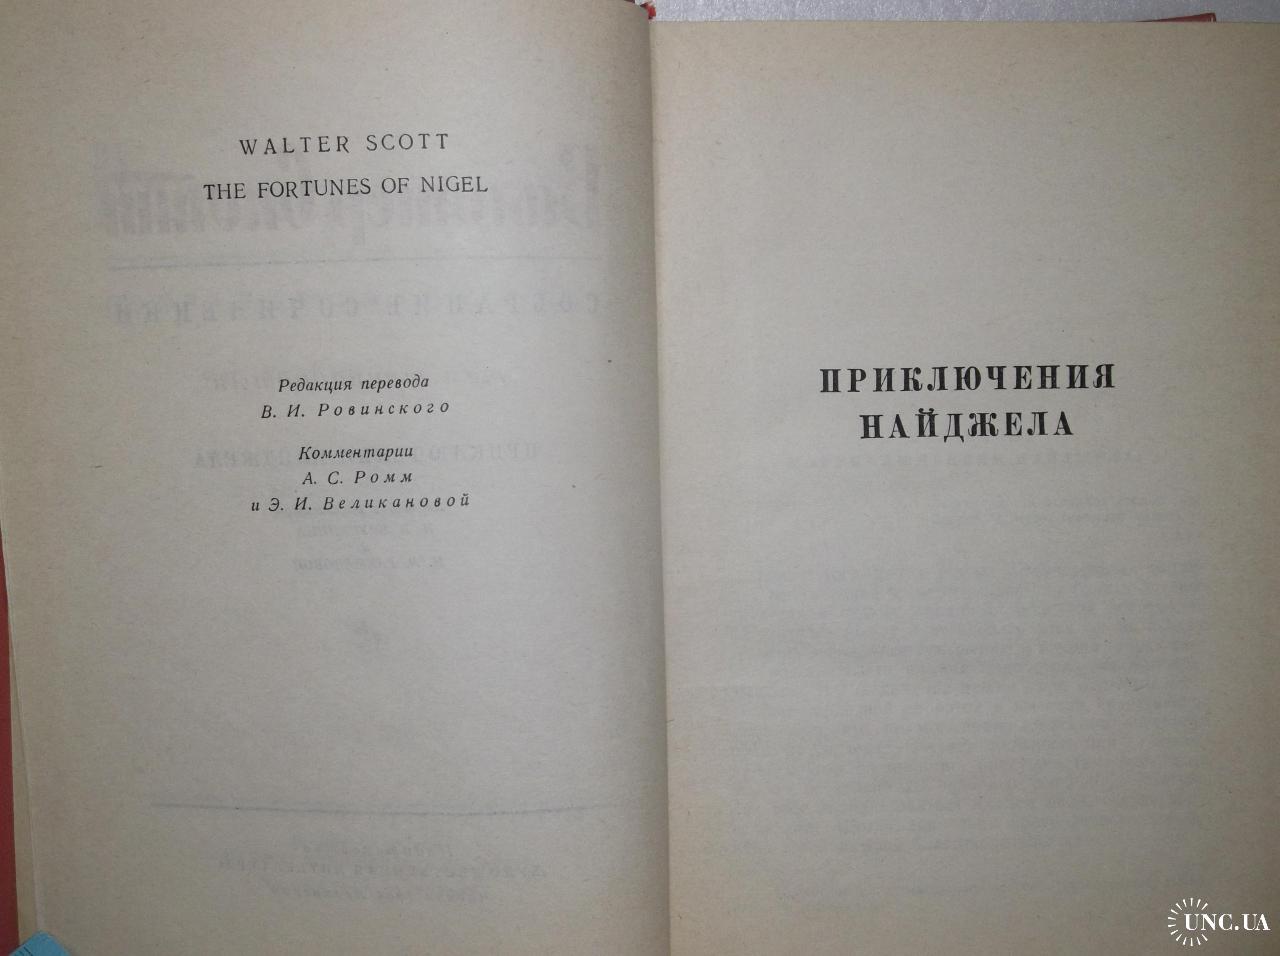 WALTER SCOTT
THE FORTUNES OF NIGEL
Редакция перевода
В. И. Ровинского
Комментарии
А. С. Ромм
и Э. И. Великановой
ПРИКЛЮЧЕНИЯ
НАЙДЖЕЛА
UNC.UA